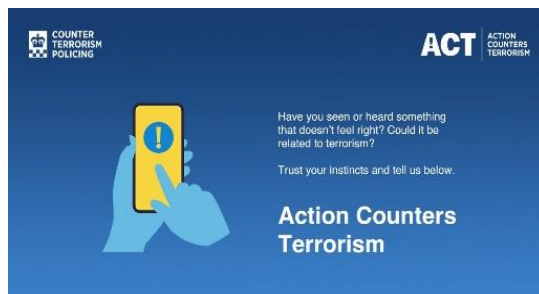 COUNTER
TERRORISM
POLICING
ACT
ACTION
COUNTERS
TERRORISM
Have you seen or heard something
that doesn't feel right? Could it be
related to terrorism?
Trust your instincts and tell us below.
Action Counters
Terrorism
!